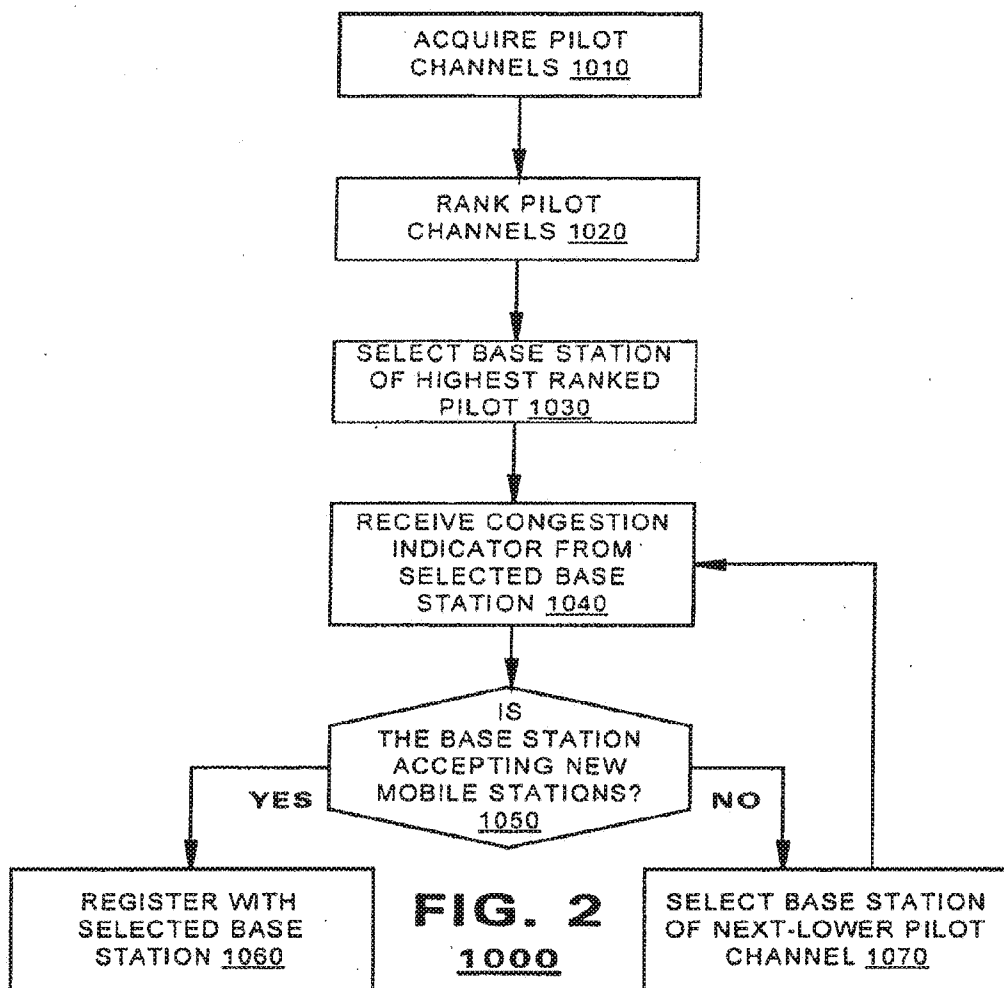 ACQUIRE PILOT
CHANNELS 1010
RANK PILOT
CHANNELS 1020
SELECT BASE STATION
OF HIGHEST RANKED
PILOT 1030
RECEIVE CONGESTION
INDICATOR FROM
SELECTED BASE
STATION 1040
IS
THE BASE STATION
ACCEPTING NEW
MOBILE STATIONS?
1050
YES
NO
REGISTER WITH
SELECTED BASE
STATION 1060
FIG. 2
1000
SELECT BASE STATION
OF NEXT-LOWER PILOT
CHANNEL 1070